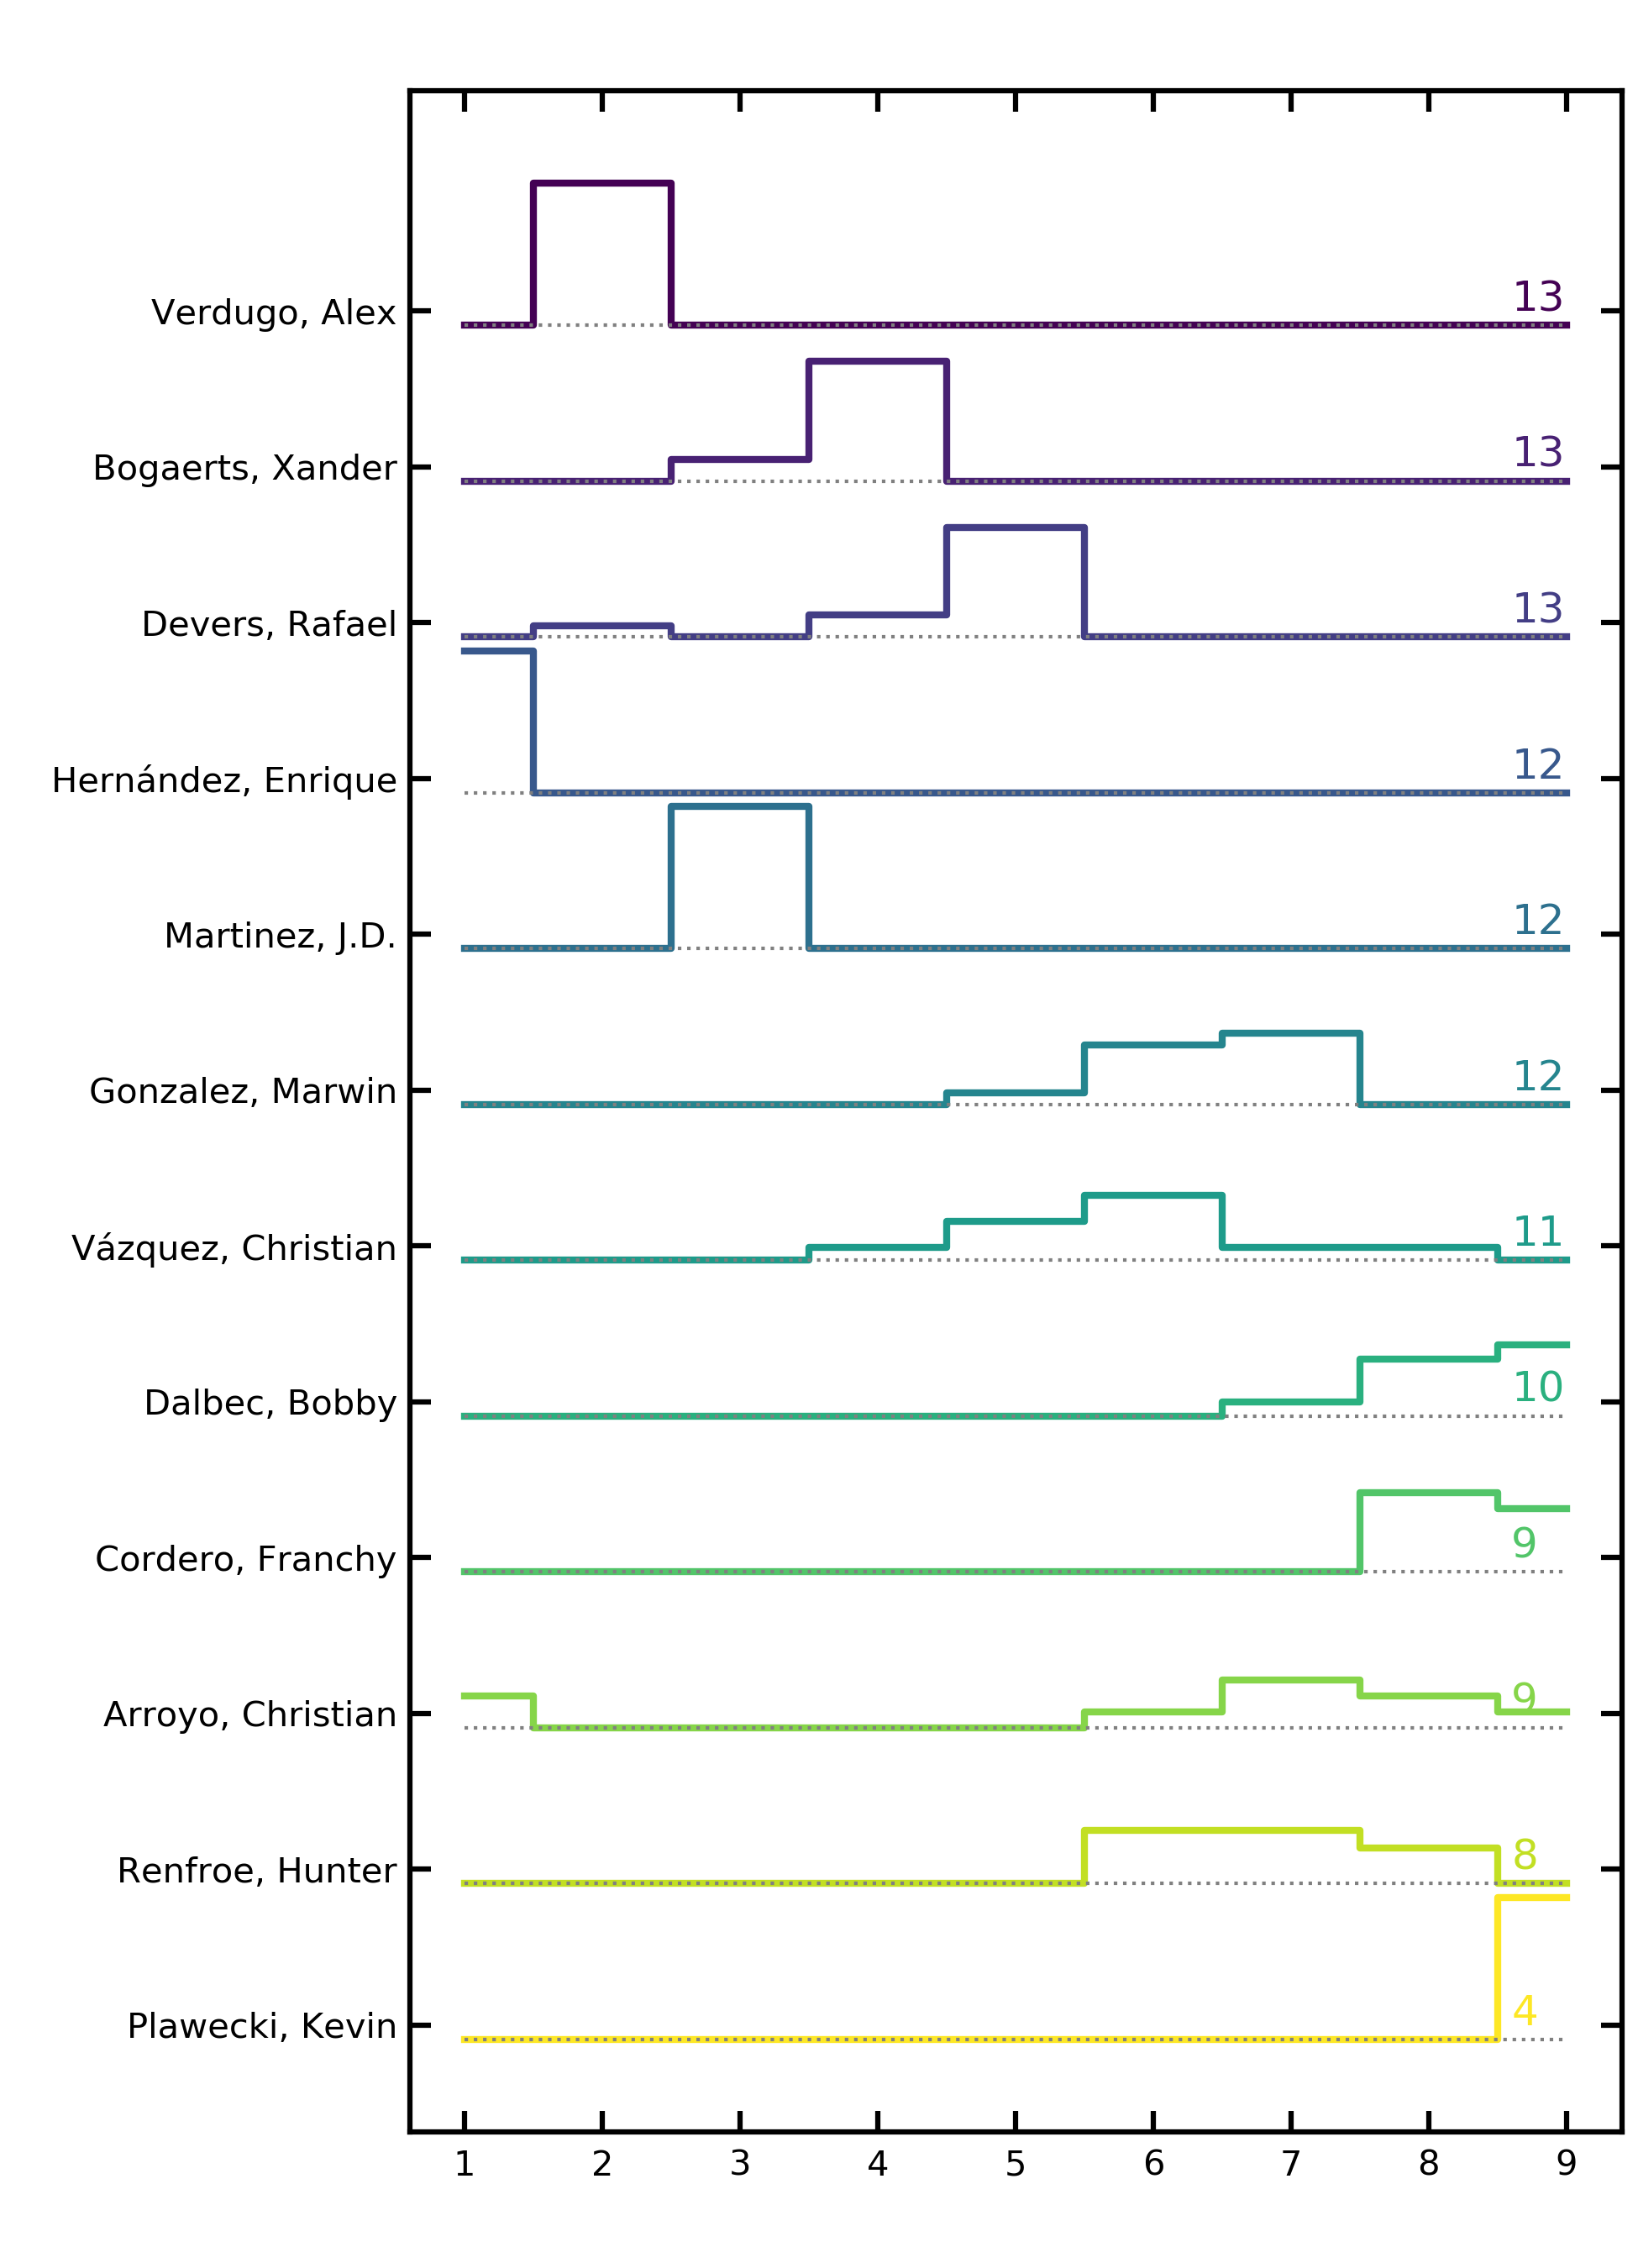 Verdugo, Alex 13
Bogaerts, Xander 13
Devers, Rafael 13
Hernández, Enrique 12
Martinez, J.D. 12
Gonzalez, Marwin 12
Vázquez, Christian 11
Dalbec, Bobby 10
Cordero, Franchy 9
Arroyo, Christian 9
Renfroe, Hunter 8
Plawecki, Kevin 4
1 2 3 4 5 6 7 8 9